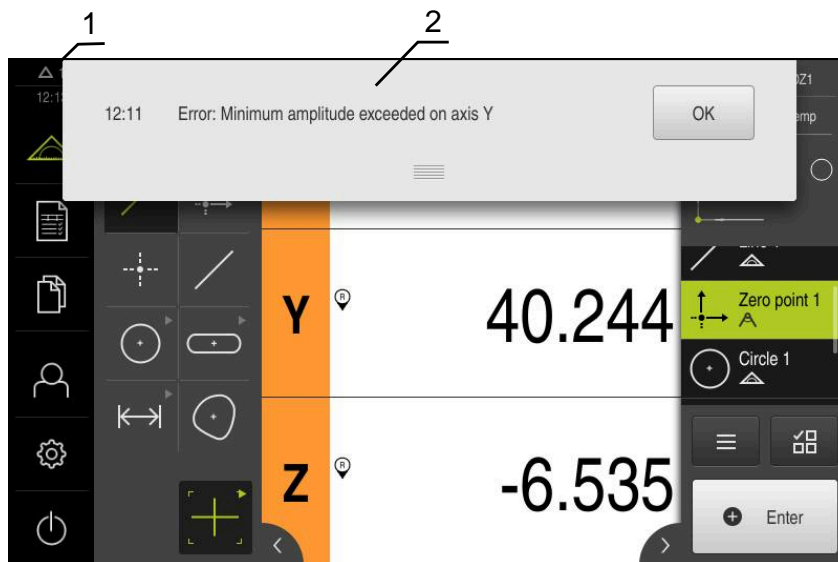 1
2
12:11 Error: Minimum amplitude exceeded on axis Y OK
Y R 40.244
Zero point 1
Circle 1
Z R -6.535
Enter